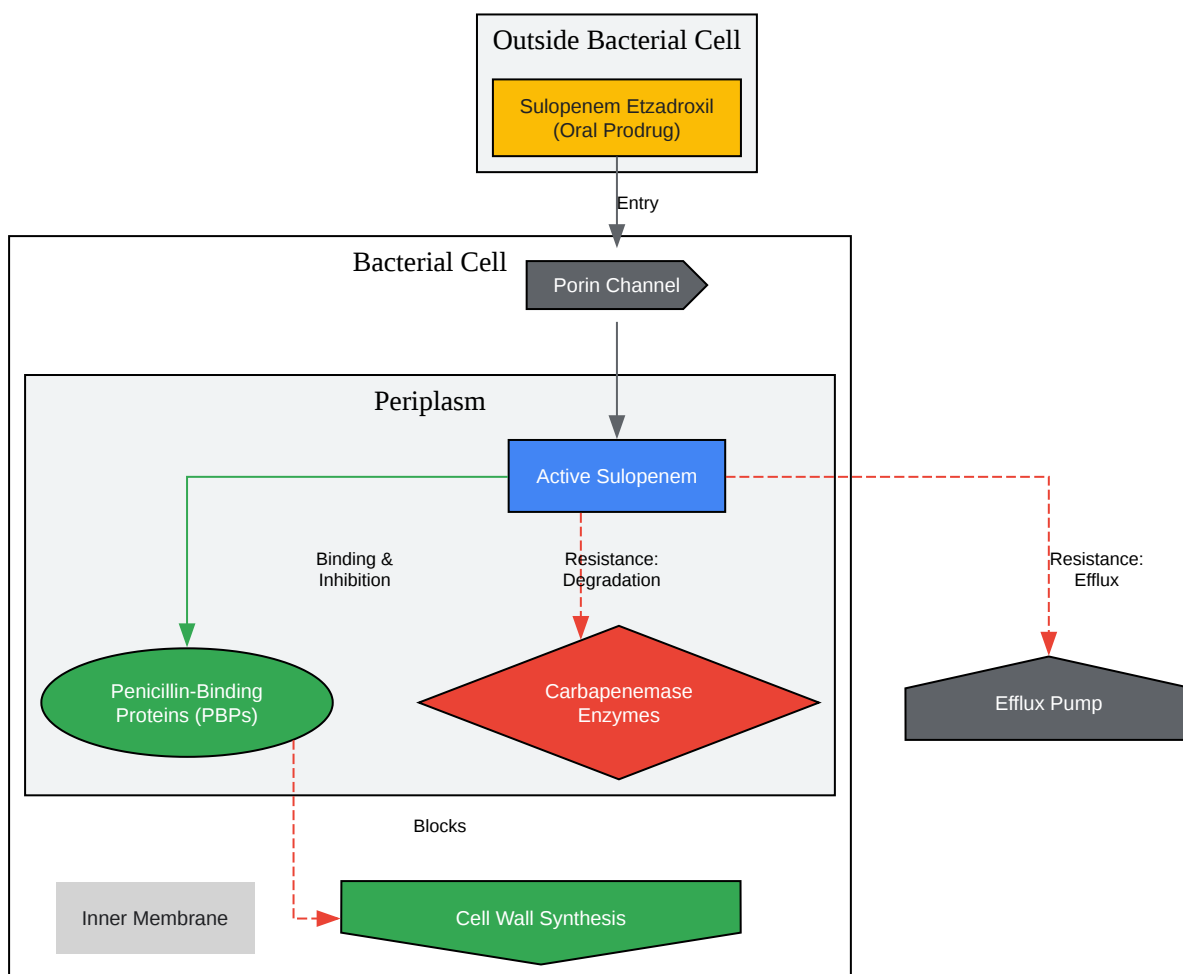 Outside Bacterial Cell
Sulopenem Etzadroxil
(Oral Prodrug)
Entry
Bacterial Cell
Porin Channel
Periplasm
Active Sulopenem
Binding &
Inhibition
Resistance:
Degradation
Resistance:
Efflux
Penicillin-Binding
Proteins (PBPs)
Carbapenemase
Enzymes
Efflux Pump
Blocks
Inner Membrane
Cell Wall Synthesis